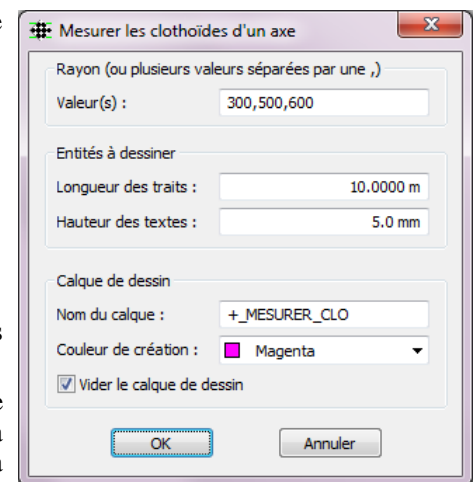 Mesurer les clothoïdes d'un axe
Rayon (ou plusieurs valeurs séparées par une ,)
Valeur(s) : 300,500,600
Entités à dessiner
Longueur des traits : 10.0000 m
Hauteur des textes : 5.0 mm
Calque de dessin
Nom du calque : +_MESURER_CLO
Couleur de création : Magenta
Vider le calque de dessin
OK Annuler